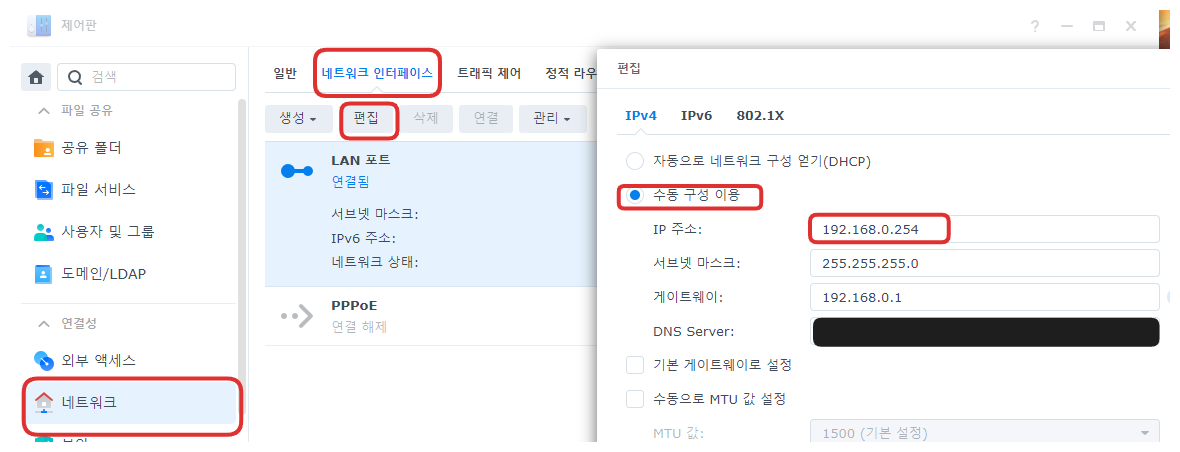 제어판
검색
파일 공유
공유 폴더
파일 서비스
사용자 및 그룹
도메인/LDAP
연결성
외부 액세스
네트워크
일반 네트워크 인터페이스 트래픽 제어 정적 라우
생성 편집 삭제 연결 관리
LAN 포트
연결됨
서브넷 마스크:
IPv6 주소:
네트워크 상태:
PPPoE
연결 해제
편집
IPv4 IPv6 802.1X
자동으로 네트워크 구성 얻기(DHCP)
수동 구성 이용
IP 주소: 192.168.0.254
서브넷 마스크: 255.255.255.0
게이트웨이: 192.168.0.1
DNS Server:
기본 게이트웨이로 설정
수동으로 MTU 값 설정
MTU 값: 1500 (기본 설정)